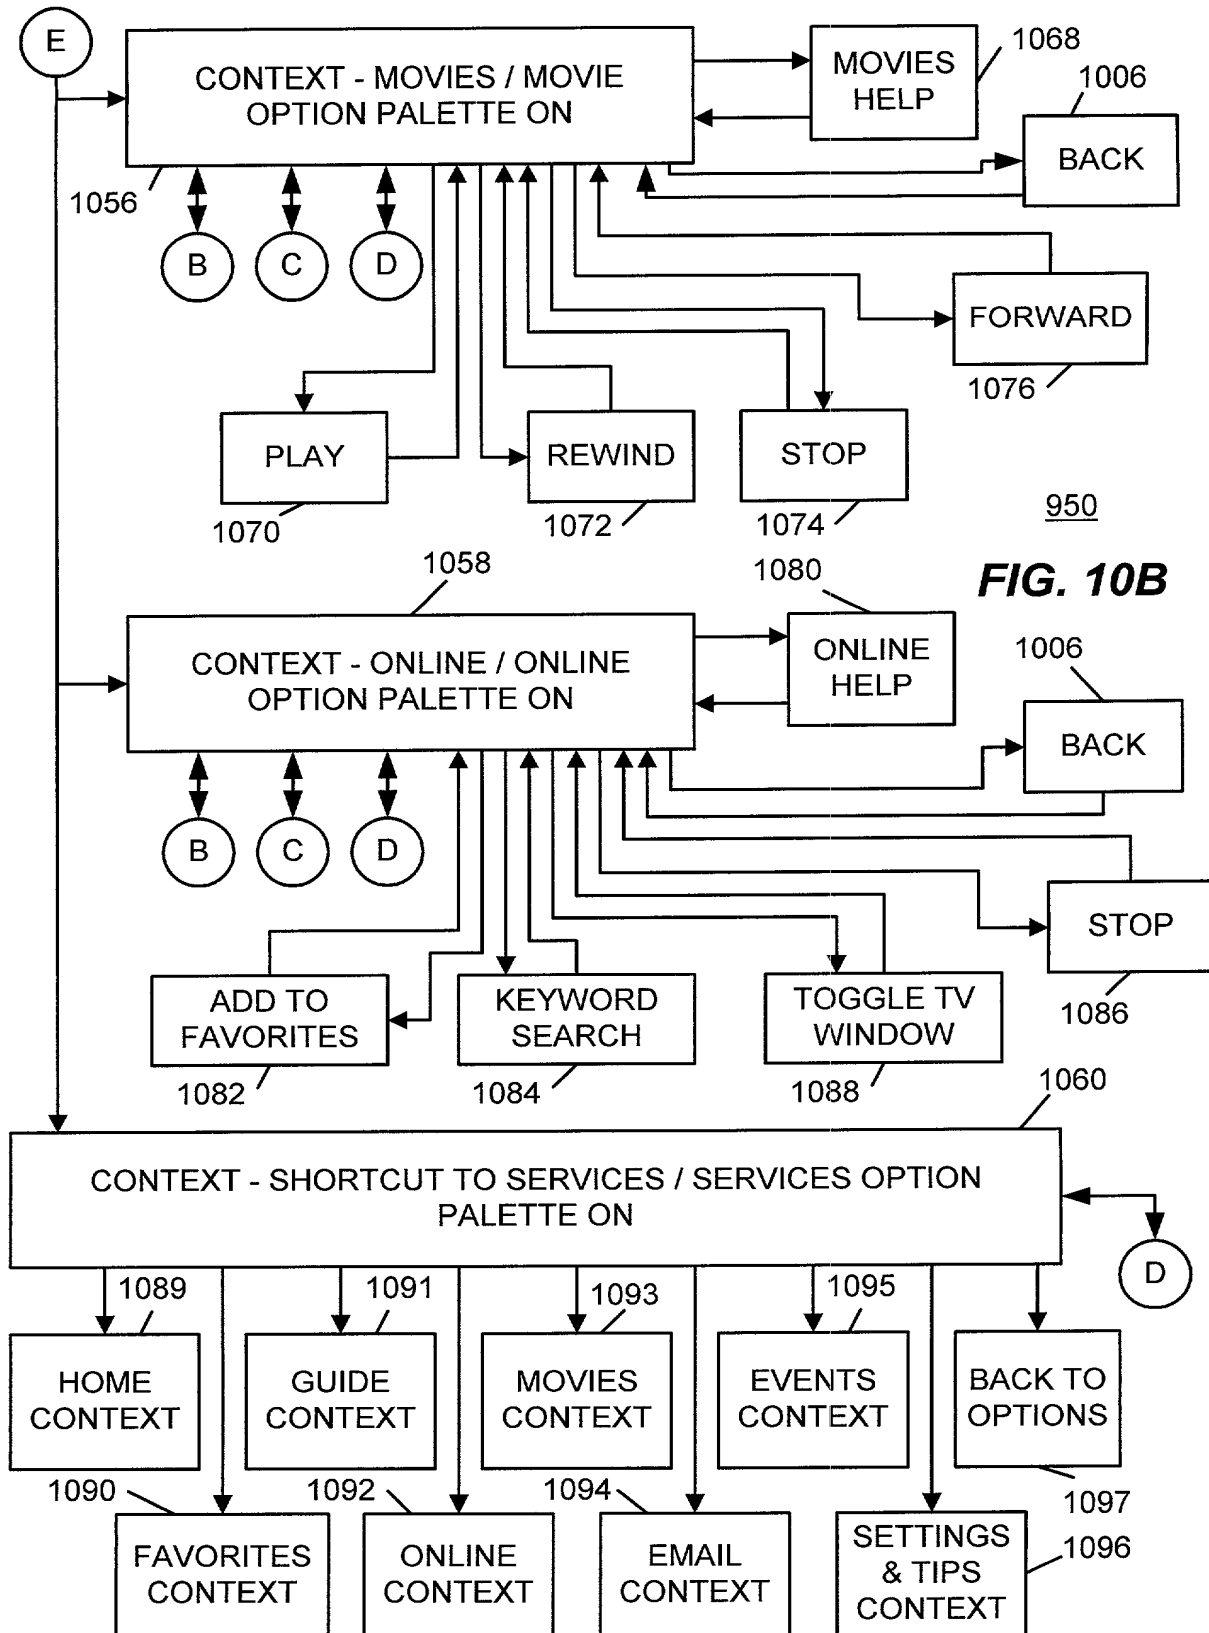 E
CONTEXT - MOVIES / MOVIE
OPTION PALETTE ON
MOVIES
HELP
1068
1006
BACK
1056
B
C
D
FORWARD
1076
PLAY
1070
REWIND
1072
STOP
1074
950
FIG. 10B
1058
CONTEXT - ONLINE / ONLINE
OPTION PALETTE ON
1080
ONLINE
HELP
1006
BACK
B
C
D
STOP
1086
ADD TO
FAVORITES
1082
KEYWORD
SEARCH
1084
TOGGLE TV
WINDOW
1088
1060
CONTEXT - SHORTCUT TO SERVICES / SERVICES OPTION
PALETTE ON
D
1089
HOME
CONTEXT
1091
GUIDE
CONTEXT
1093
MOVIES
CONTEXT
1095
EVENTS
CONTEXT
BACK TO
OPTIONS
1097
1090
FAVORITES
CONTEXT
1092
ONLINE
CONTEXT
1094
EMAIL
CONTEXT
SETTINGS
& TIPS
CONTEXT
1096